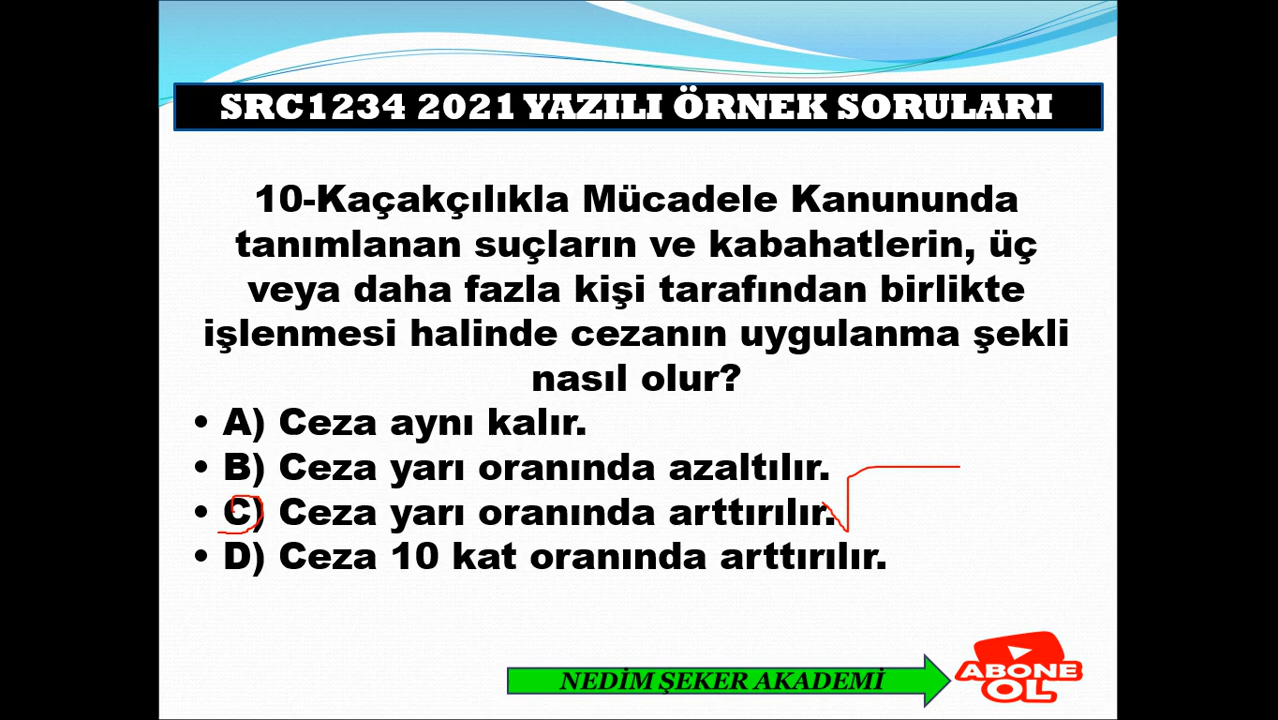 SRC1234 2021 YAZILI ÖRNEK SORULARI
10-Kaçakçılıkla Mücadele Kanununda
tanımlanan suçların ve kabahatlerin, üç
veya daha fazla kişi tarafından birlikte
işlenmesi halinde cezanın uygulanma şekli
nasıl olur?
• A) Ceza aynı kalır.
• B) Ceza yarı oranında azaltılır.
• C) Ceza yarı oranında arttırılır.
• D) Ceza 10 kat oranında arttırılır.
NEDİM ŞEKER AKADEMİ
ABONE
OL